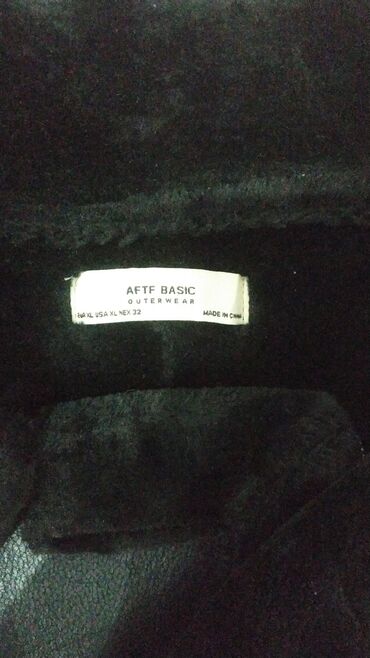 AFTF BASIC
OUTERWEAR
EUR XL USA XL MEX 32 MADE IN CHINA